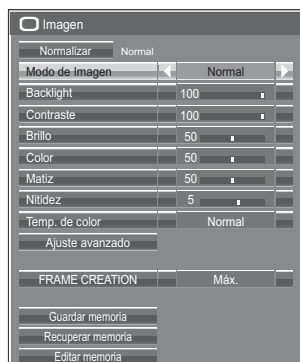 Imagen
Normalizar Normal
Modo de Imagen Normal
Backlight 100
Contraste 100
Brillo 50
Color 50
Matiz 50
Nitidez 5
Temp. de color Normal
Ajuste avanzado
FRAME CREATION Máx.
Guardar memoria
Recuperar memoria
Editar memoria